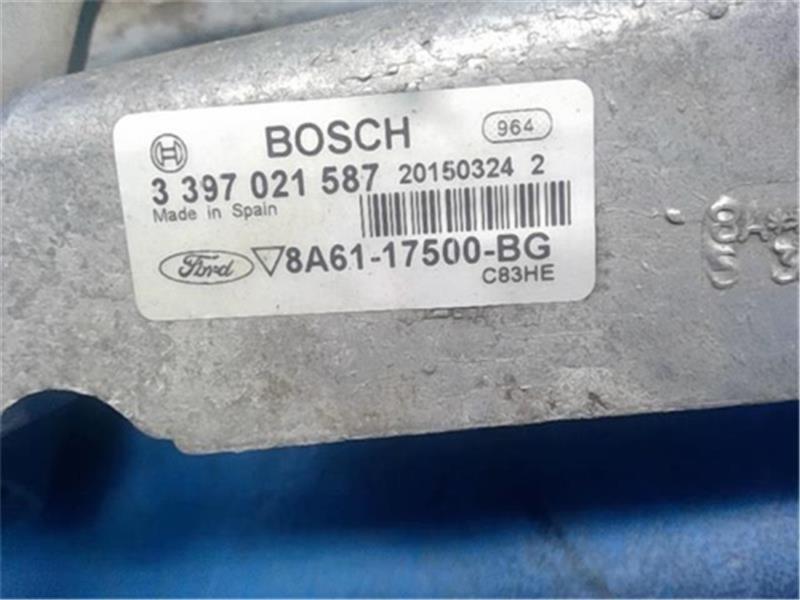 BOSCH 964
3 397 021 587 20150324 2
Made in Spain
Ford 8A61-17500-BG
C83HE